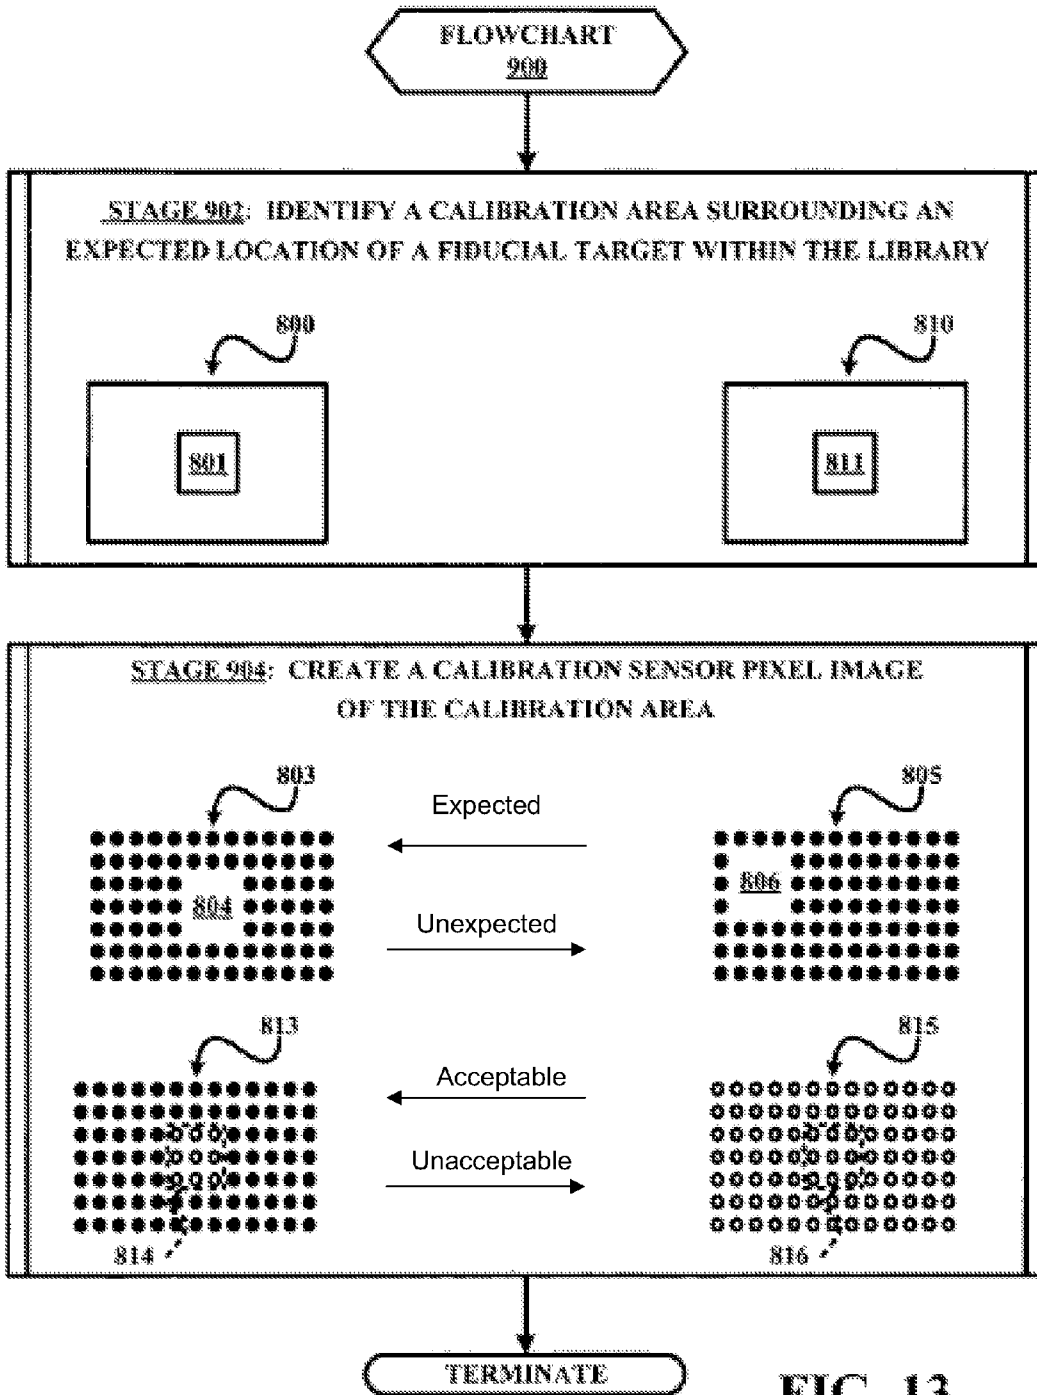 FLOWCHART
900
STAGE 902: IDENTIFY A CALIBRATION AREA SURROUNDING AN
EXPECTED LOCATION OF A FIDUCIAL TARGET WITHIN THE LIBRARY
800
810
801
811
STAGE 904: CREATE A CALIBRATION SENSOR PIXEL IMAGE
OF THE CALIBRATION AREA
803
805
Expected
804
806
Unexpected
813
815
Acceptable
Unacceptable
814
816
TERMINATE
FIG. 13